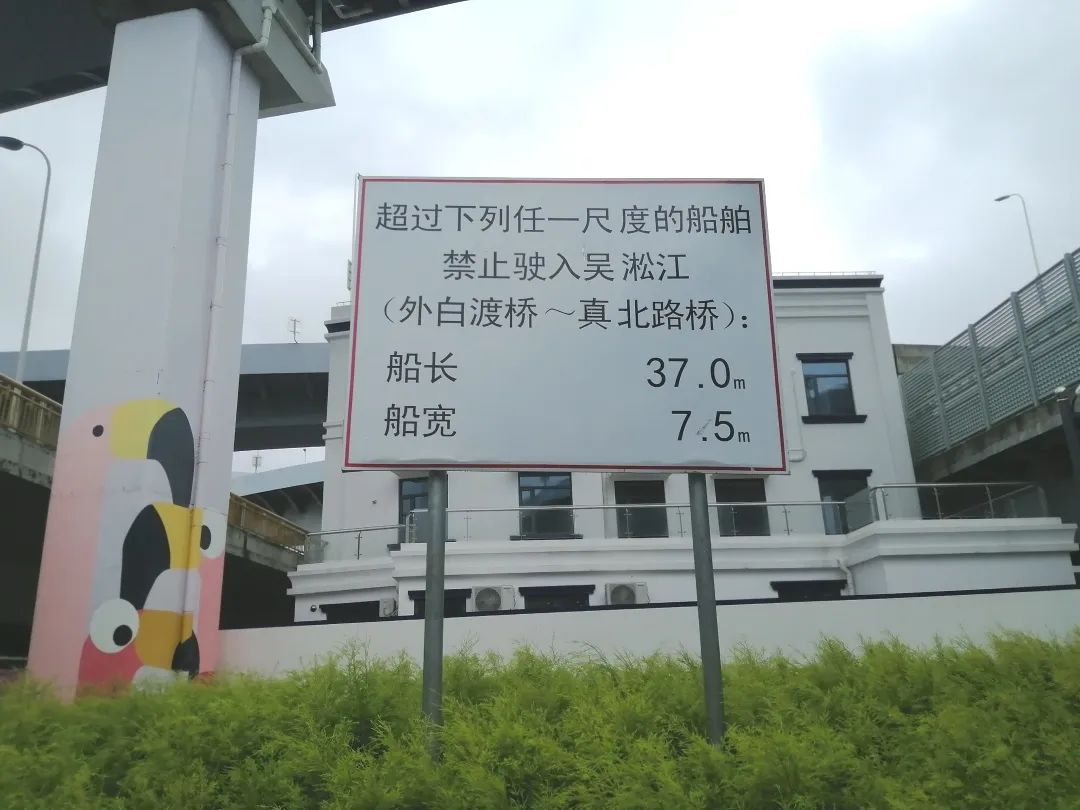 超过下列任一尺度的船舶
禁止驶入吴淞江
（外白渡桥～真北路桥）：
船长 37.0m
船宽 7.5m